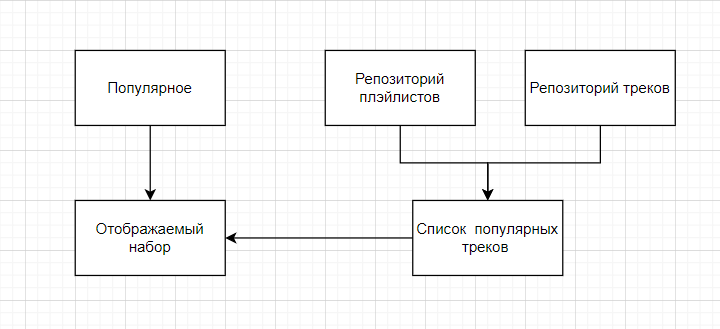 Популярное
Репозиторий
плэйлистов
Репозиторий треков
Отображаемый
набор
Список популярных
треков